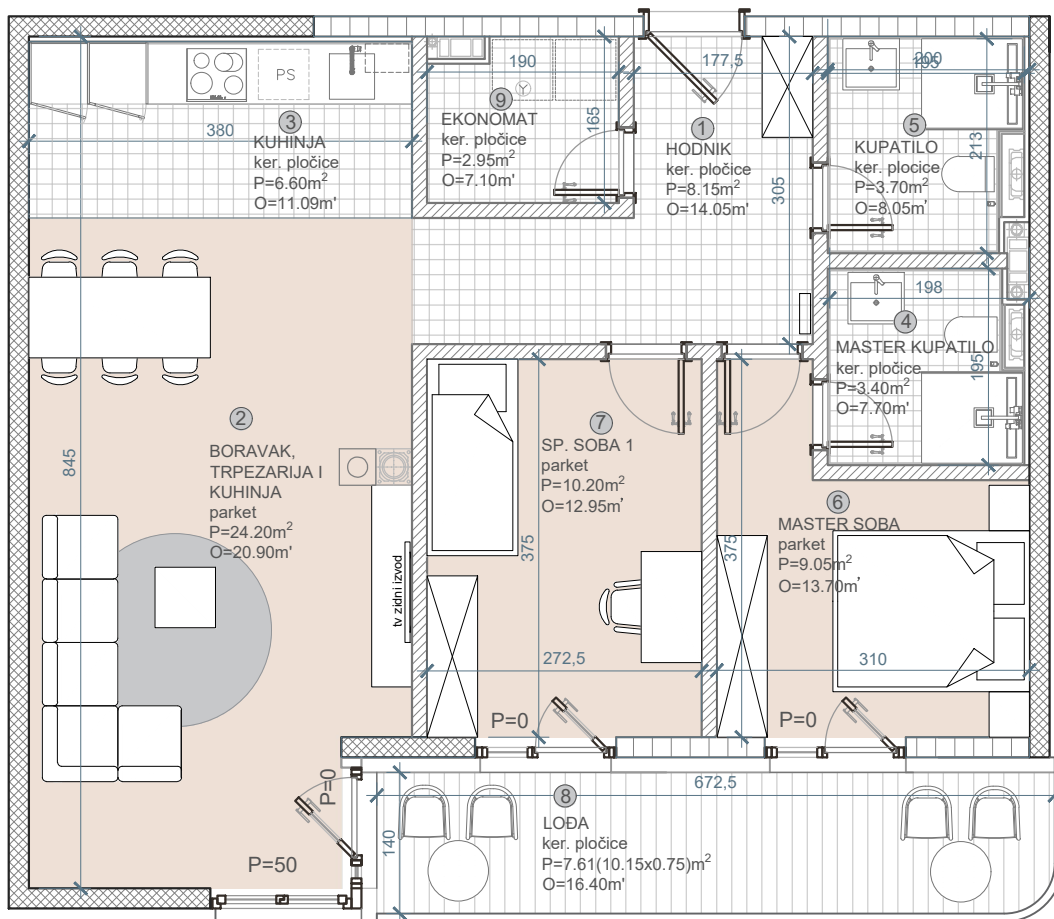 PS
380
3
KUHINJA
ker. pločice
P=6.60m²
O=11.09m'
190
9
165
EKONOMAT
ker. pločice
P=2.95m²
O=7.10m'
177,5
1
HODNIK
ker. pločice
P=8.15m²
O=14.05m'
305
200
195
5
KUPATILO
ker. plocice
P=3.70m²
O=8.05m'
213
198
4
MASTER KUPATILO
ker. pločice
P=3.40m²
O=7.70m'
195
2
BORAVAK,
TRPEZARIJA I
KUHINJA
parket
P=24.20m²
O=20.90m'
845
tv zidni izvod
7
SP. SOBA 1
parket
P=10.20m²
O=12.95m'
375
272,5
6
MASTER SOBA
parket
P=9.05m²
O=13.70m'
375
310
P=0
P=0
P=0
P=50
8
LOĐA
ker. pločice
P=7.61(10.15x0.75)m²
O=16.40m'
672,5
140